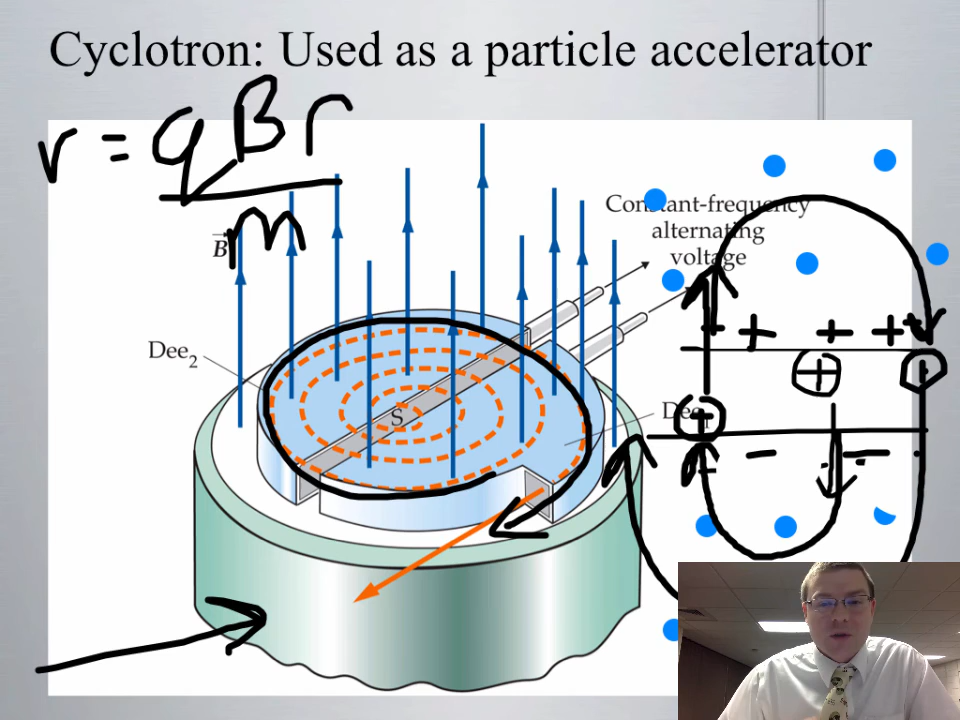 Cyclotron: Used as a particle accelerator
v = qBr
m
B
Constant-frequency
alternating
voltage
Dee2
S
Dee1
+ + + +
+ +
+
- - -